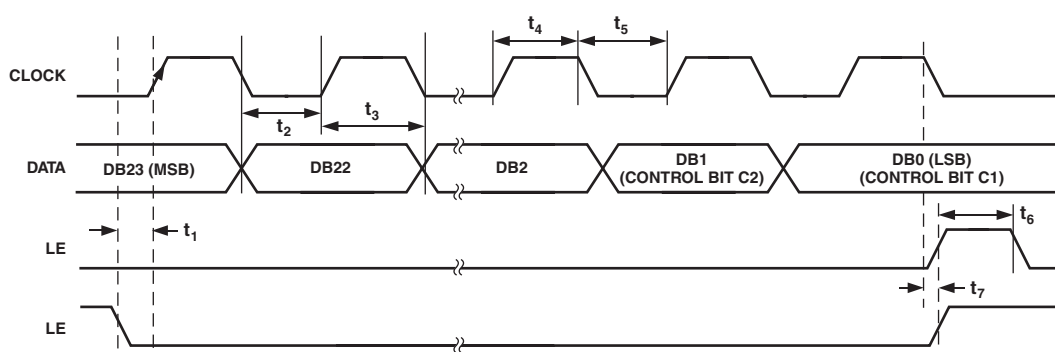 t4
t5
CLOCK
t2
t3
DATA
DB23 (MSB)
DB22
DB2
DB1
(CONTROL BIT C2)
DB0 (LSB)
(CONTROL BIT C1)
t1
t6
LE
t7
LE